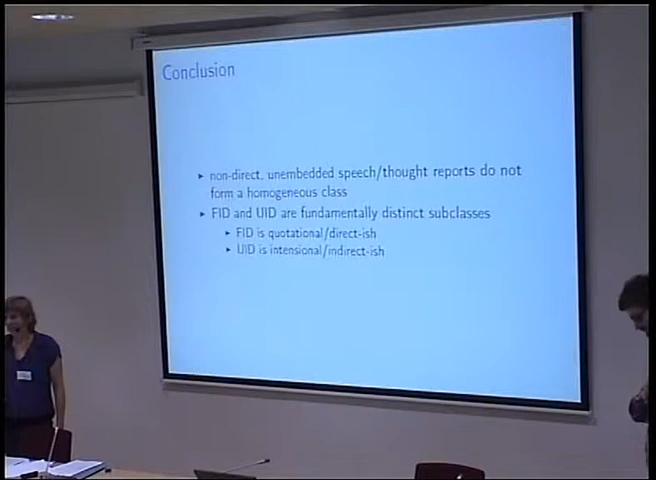 Conclusion
▸ non-direct, unembedded speech/thought reports do not
form a homogeneous class
▸ FID and UID are fundamentally distinct subclasses
▸ FID is quotational/direct-ish
▸ UID is intensional/indirect-ish